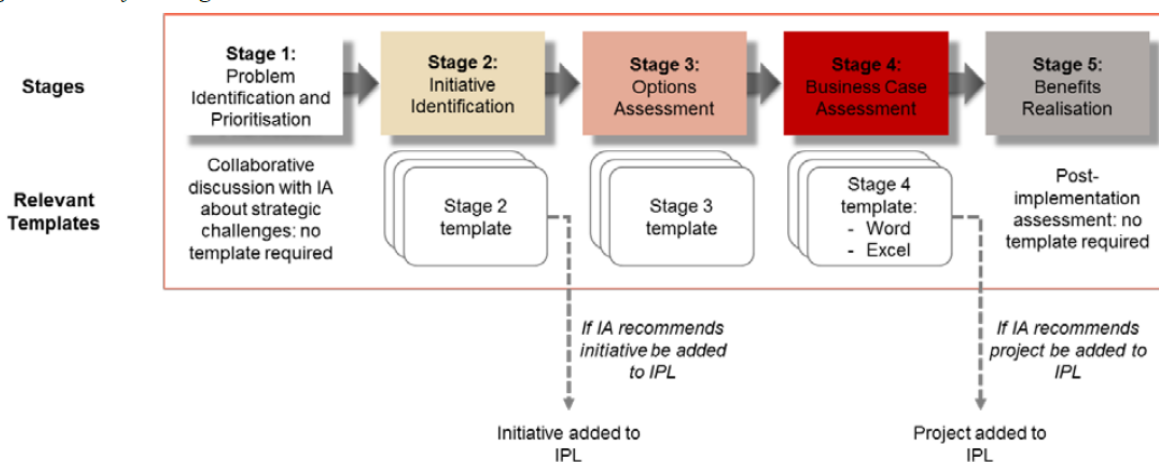 Stages
Stage 1:
Problem
Identification and
Prioritisation
Stage 2:
Initiative
Identification
Stage 3:
Options
Assessment
Stage 4:
Business Case
Assessment
Stage 5:
Benefits
Realisation
Relevant
Templates
Collaborative
discussion with IA
about strategic
challenges: no
template required
Stage 2
template
Stage 3
template
Stage 4
template:
- Word
- Excel
Post-
implementation
assessment: no
template required
If IA recommends
initiative be added
to IPL
If IA recommends
project be added to
IPL
Initiative added to
IPL
Project added to
IPL